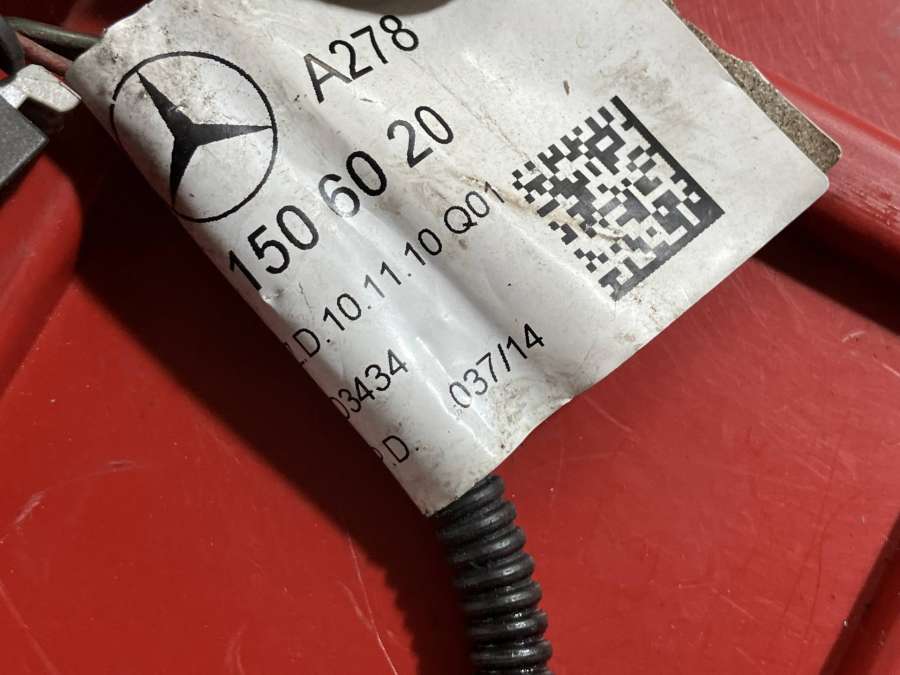 A278
150 60 20
Z.D.10.11.10 Q01
03434
P.D. 037/14